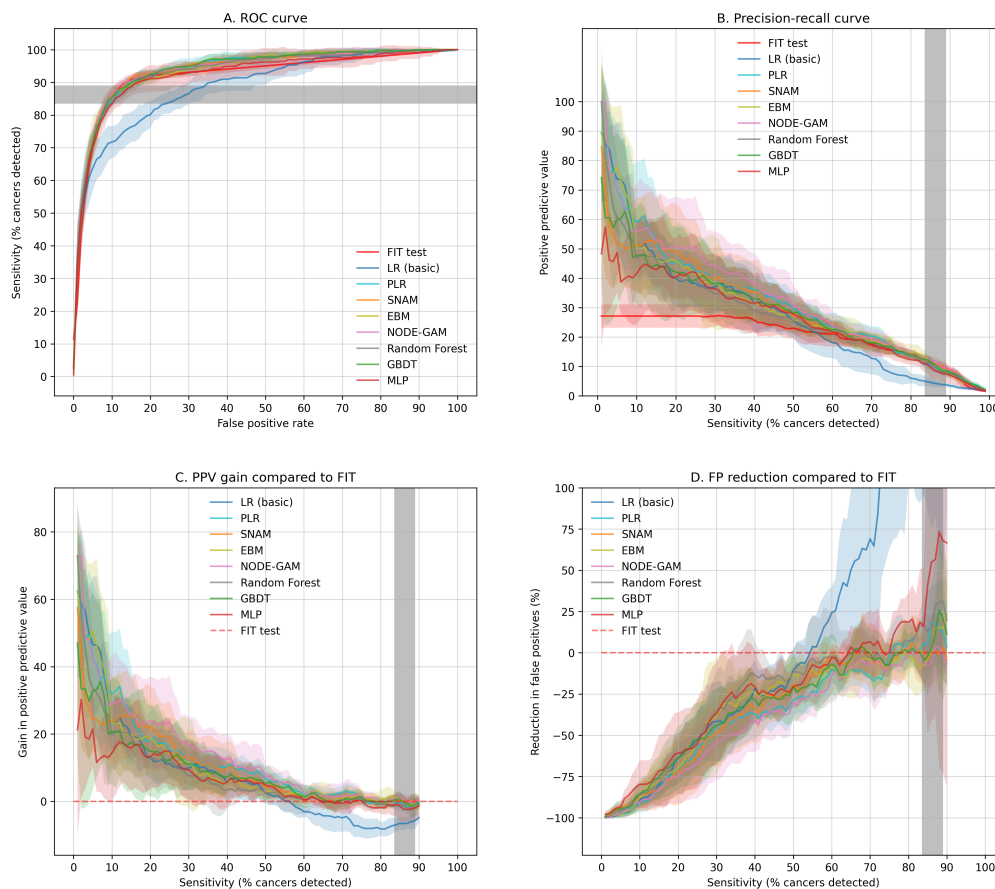 A. ROC curve
Sensitivity (% cancers detected)
100
90
80
70
60
50
40
30
20
10
0
FIT test
LR (basic)
PLR
SNAM
EBM
NODE-GAM
Random Forest
GBDT
MLP
0 10 20 30 40 50 60 70 80 90 100
False positive rate
B. Precision-recall curve
Positive predicive value
100
90
80
70
60
50
40
30
20
10
0
FIT test
LR (basic)
PLR
SNAM
EBM
NODE-GAM
Random Forest
GBDT
MLP
0 10 20 30 40 50 60 70 80 90 100
Sensitivity (% cancers detected)
C. PPV gain compared to FIT
Gain in positive predictive value
80
60
40
20
0
LR (basic)
PLR
SNAM
EBM
NODE-GAM
Random Forest
GBDT
MLP
FIT test
0 10 20 30 40 50 60 70 80 90 100
Sensitivity (% cancers detected)
D. FP reduction compared to FIT
Reduction in false positives (%)
100
75
50
25
0
−25
−50
−75
−100
LR (basic)
PLR
SNAM
EBM
NODE-GAM
Random Forest
GBDT
MLP
FIT test
0 10 20 30 40 50 60 70 80 90 100
Sensitivity (% cancers detected)